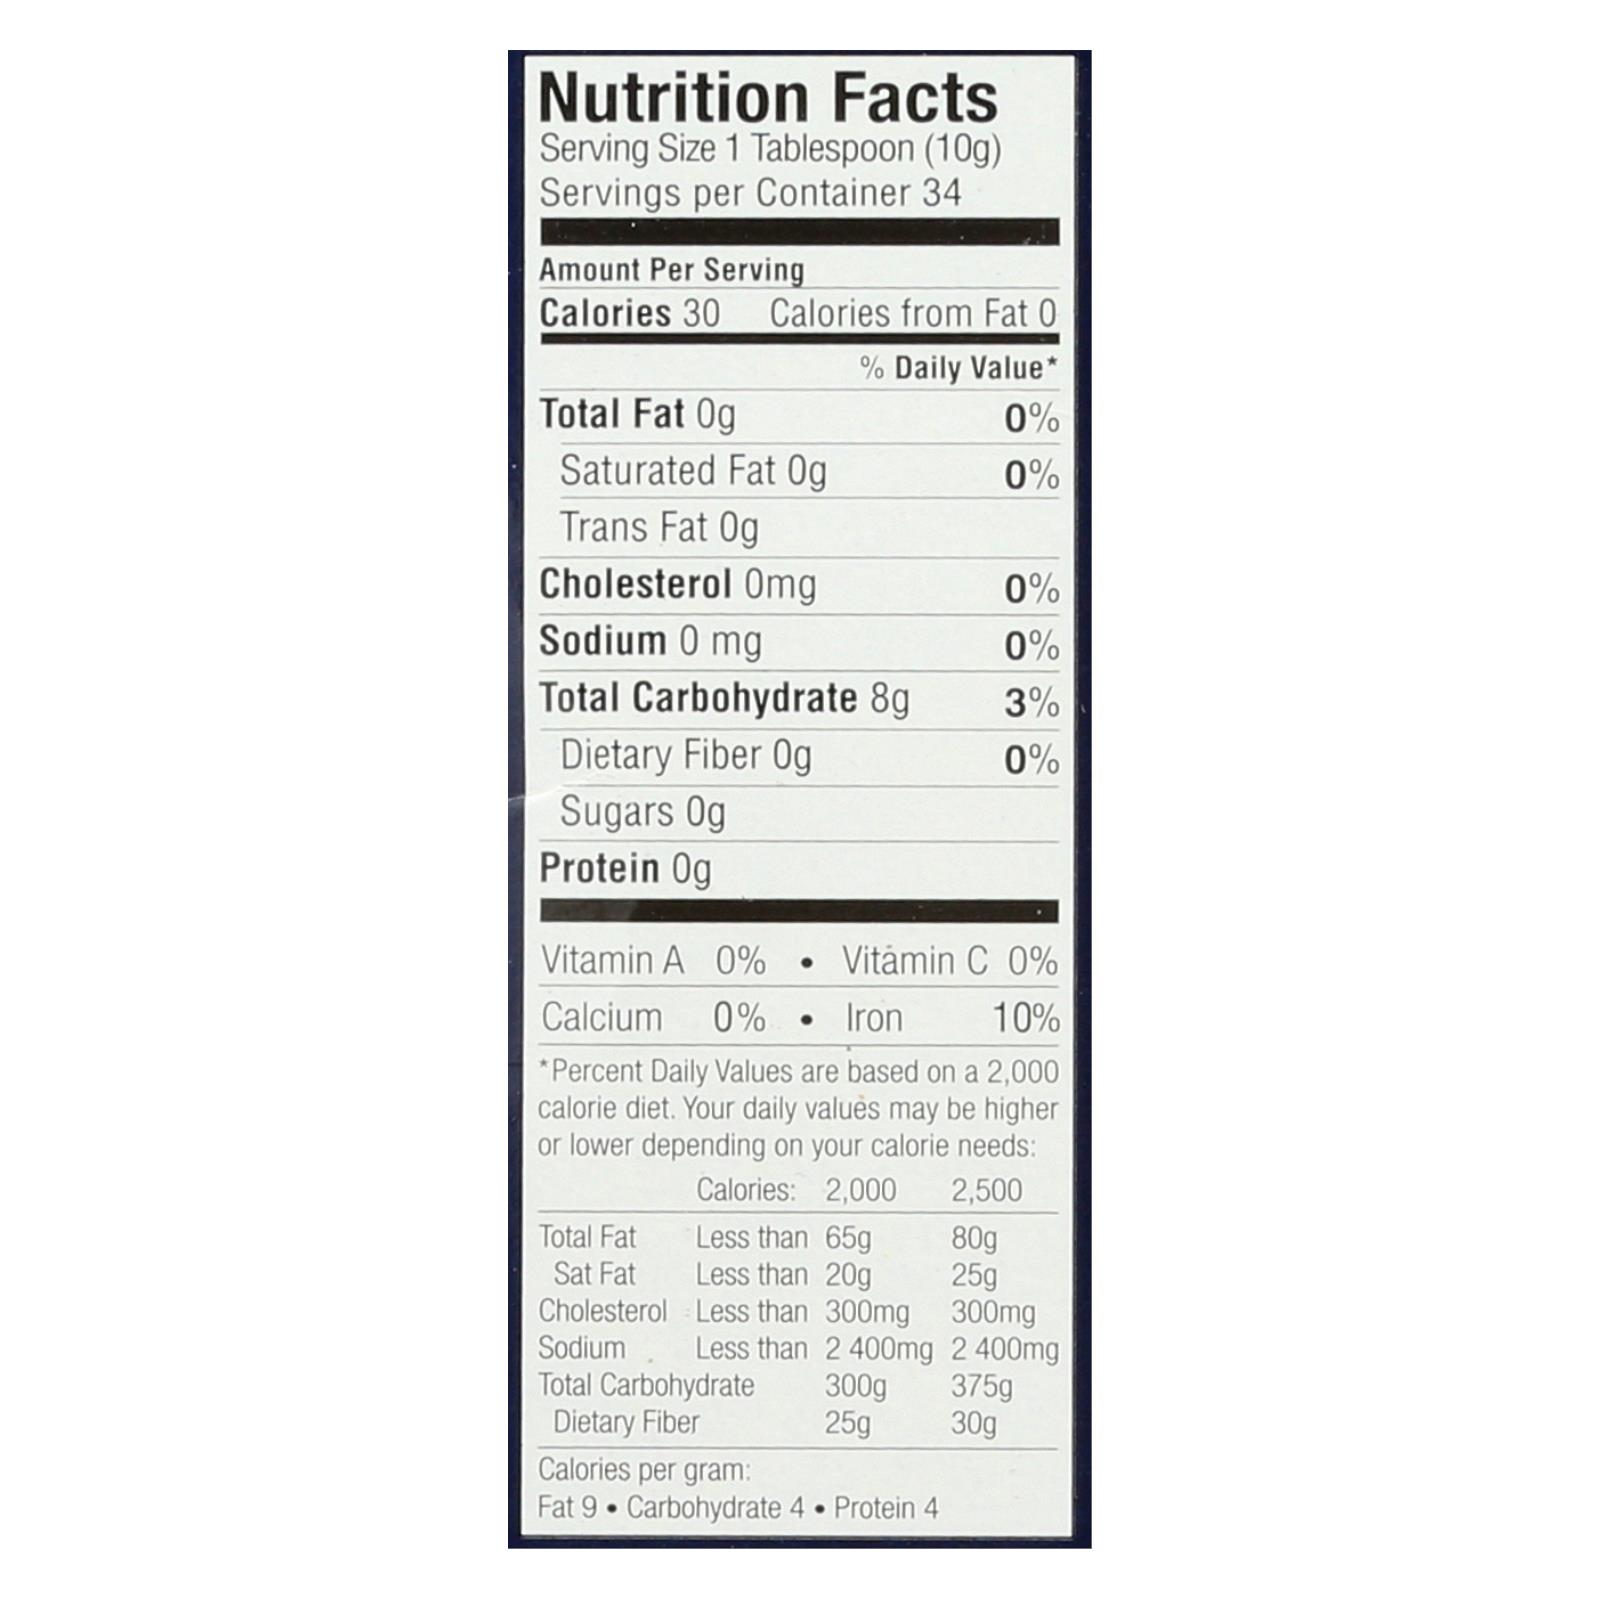 Nutrition Facts
Serving Size 1 Tablespoon (10g)
Servings per Container 34
Amount Per Serving
Calories 30 Calories from Fat 0
% Daily Value*
Total Fat 0g 0%
Saturated Fat 0g 0%
Trans Fat 0g
Cholesterol 0mg 0%
Sodium 0 mg 0%
Total Carbohydrate 8g 3%
Dietary Fiber 0g 0%
Sugars 0g
Protein 0g
Vitamin A 0% • Vitamin C 0%
Calcium 0% • Iron 10%
*Percent Daily Values are based on a 2,000
calorie diet. Your daily values may be higher
or lower depending on your calorie needs:
Calories: 2,000 2,500
Total Fat Less than 65g 80g
Sat Fat Less than 20g 25g
Cholesterol Less than 300mg 300mg
Sodium Less than 2 400mg 2 400mg
Total Carbohydrate 300g 375g
Dietary Fiber 25g 30g
Calories per gram:
Fat 9 • Carbohydrate 4 • Protein 4